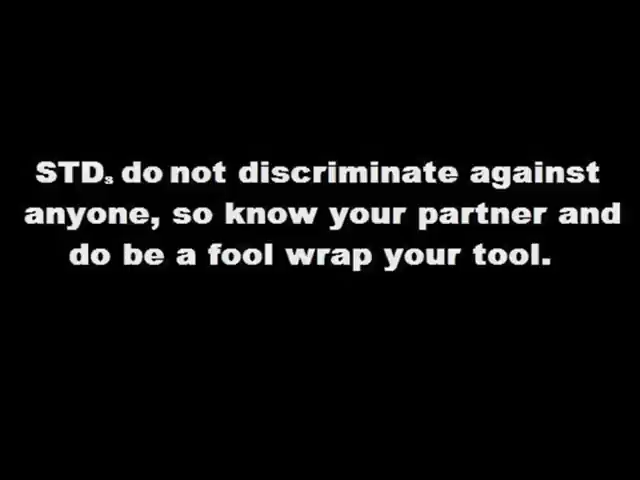 STDs do not discriminate against
anyone, so know your partner and
do be a fool wrap your tool.